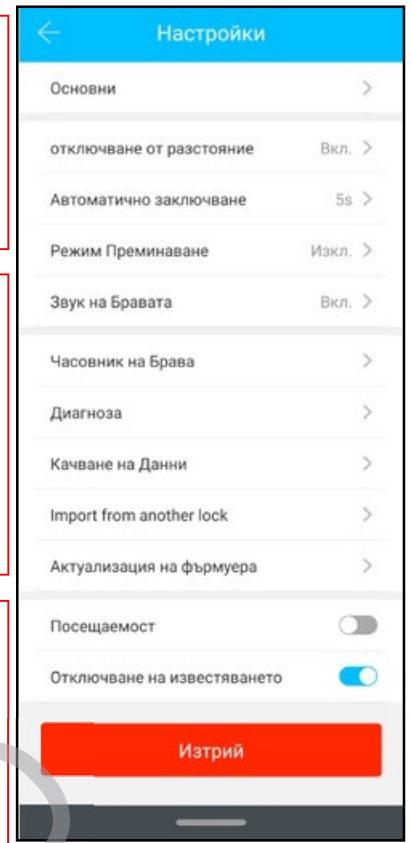 Настройки
Основни
отключване от разстояние Вкл.
Автоматично заключване 5s
Режим Преминаване Изкл.
Звук на Бравата Вкл.
Часовник на Брава
Диагноза
Качване на Данни
Import from another lock
Актуализация на фърмуера
Посещаемост
Отключване на известяването
Изтрий